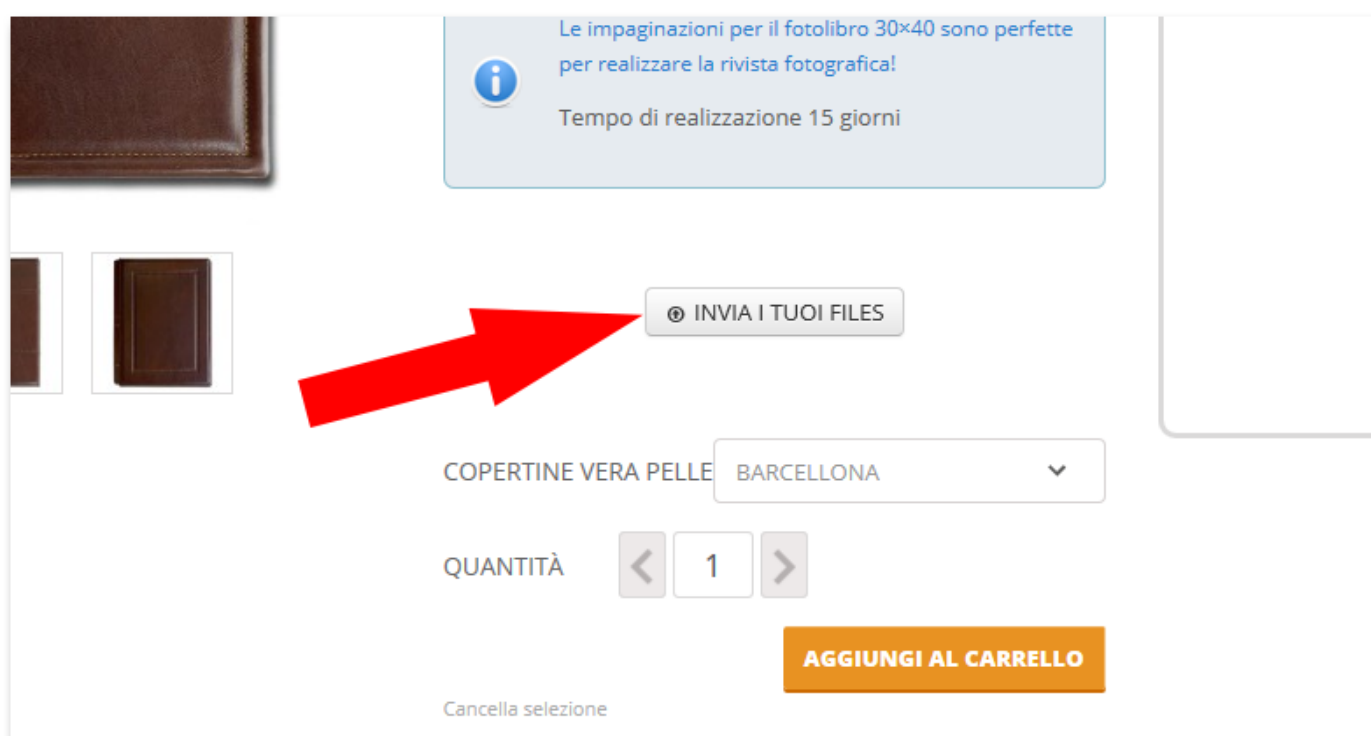 Le impaginazioni per il fotolibro 30×40 sono perfette
per realizzare la rivista fotografica!
Tempo di realizzazione 15 giorni
INVIA I TUOI FILES
COPERTINE VERA PELLE BARCELLONA
QUANTITÀ 1
AGGIUNGI AL CARRELLO
Cancella selezione